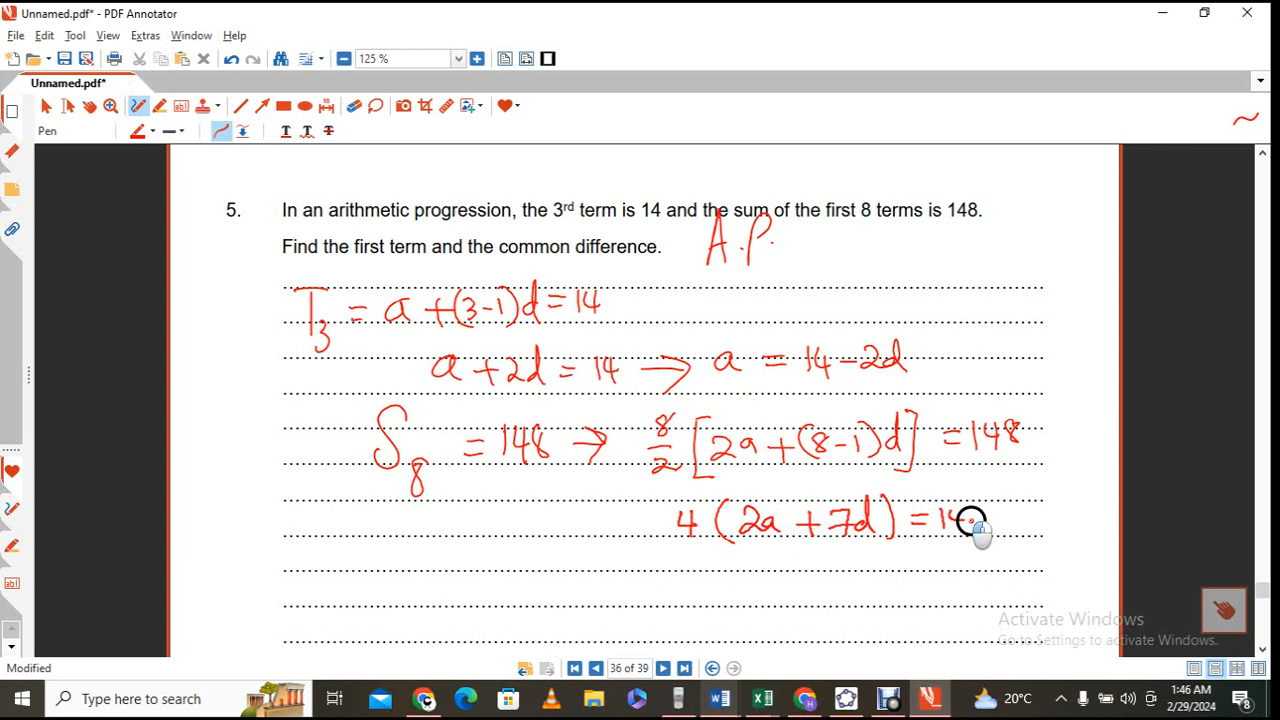 Unnamed.pdf* - PDF Annotator
File Edit Tool View Extras Window Help
125 %
Unnamed.pdf*
Pen
5. In an arithmetic progression, the 3rd term is 14 and the sum of the first 8 terms is 148.
Find the first term and the common difference.
A.P.
T3 = a + (3-1)d = 14
a + 2d = 14 → a = 14 - 2d
S8 = 148 → 8/2 [2a + (8-1)d] = 148
4 (2a + 7d) = 14
Activate Windows
Go to Settings to activate Windows.
Modified
36 of 39
Type here to search
20°C
1:46 AM
2/29/2024
8